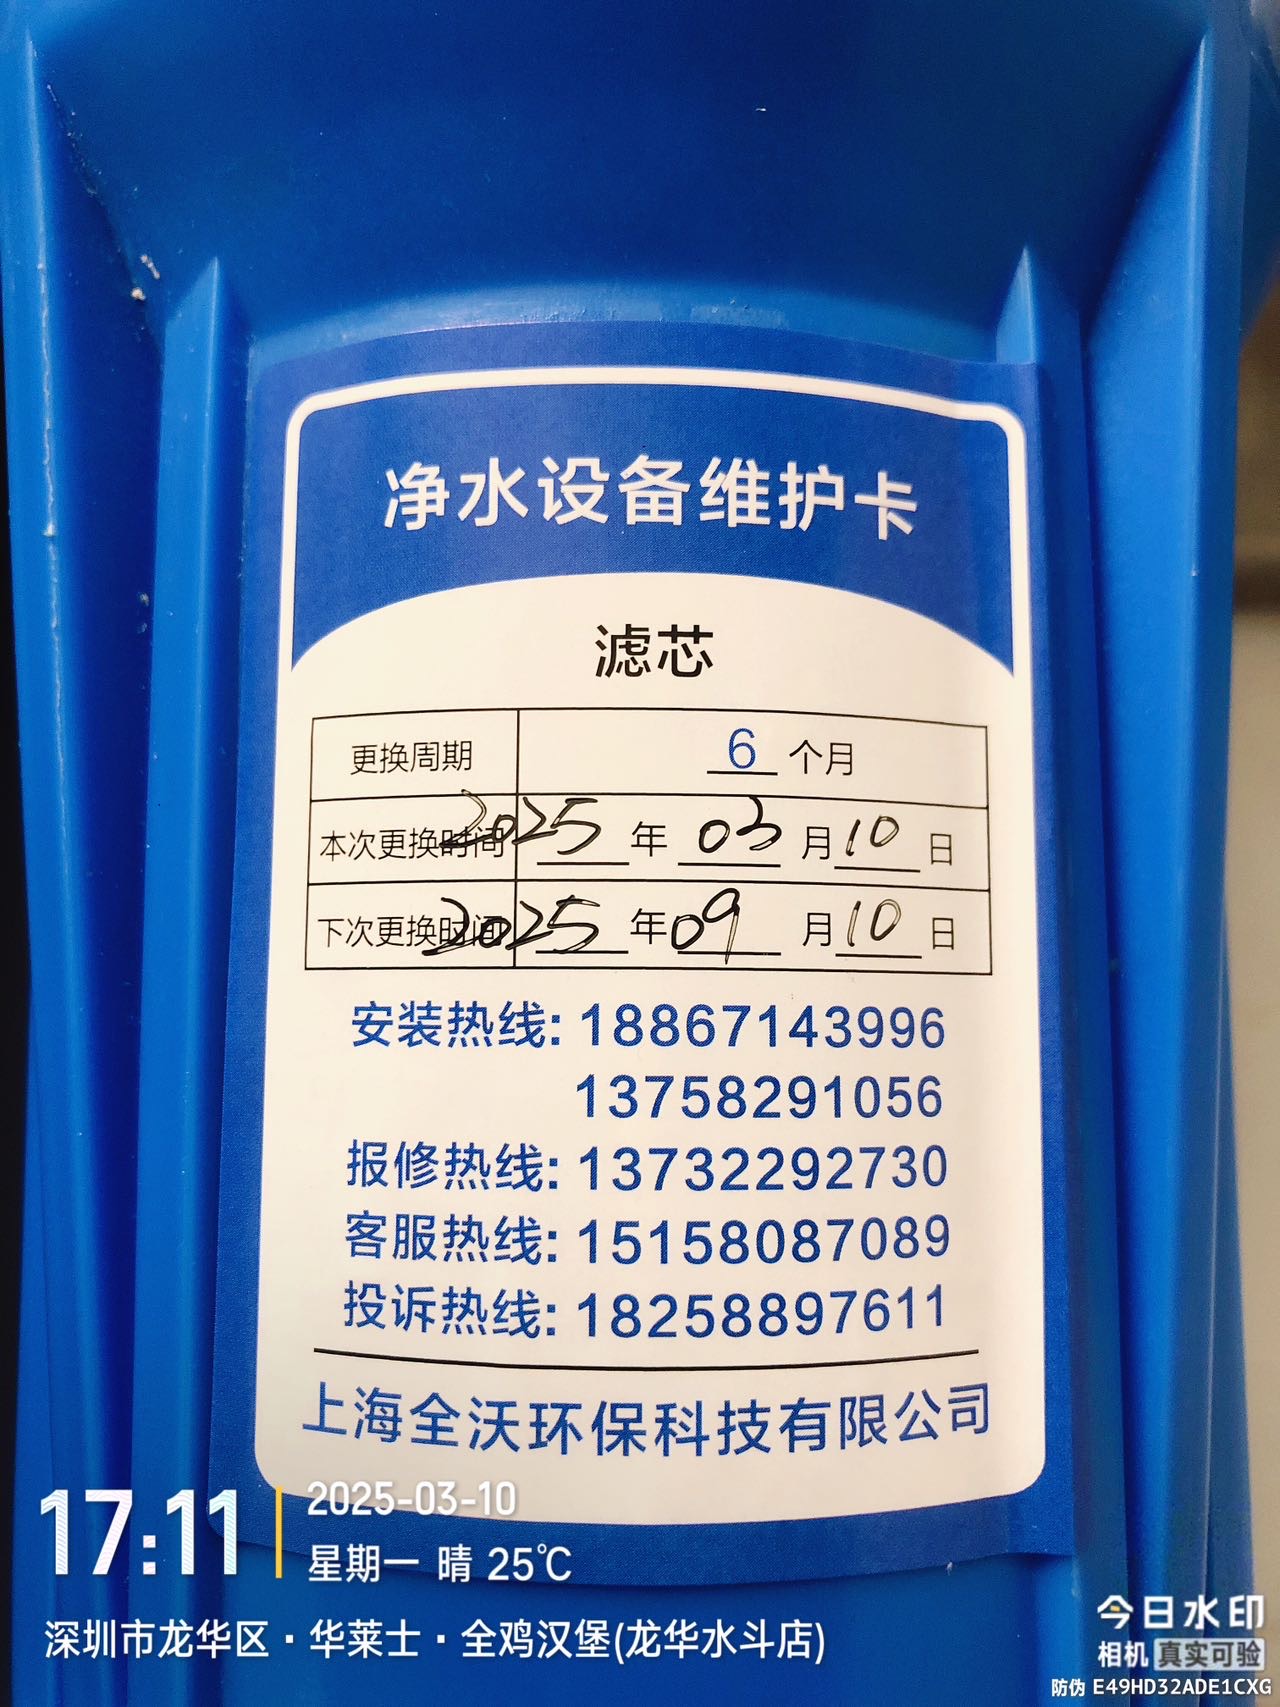 净水设备维护卡
滤芯
更换周期 6 个月
本次更换时间 2025 年 03 月 10 日
下次更换时间 2025 年 09 月 10 日
安装热线: 18867143996
13758291056
报修热线: 13732292730
客服热线: 15158087089
投诉热线: 18258897611
上海全沃环保科技有限公司
17:11 2025-03-10
星期一 晴 25℃
深圳市龙华区·华莱士·全鸡汉堡(龙华水斗店)
今日水印
相机 真实可验
防伪 E49HD32ADE1CXG